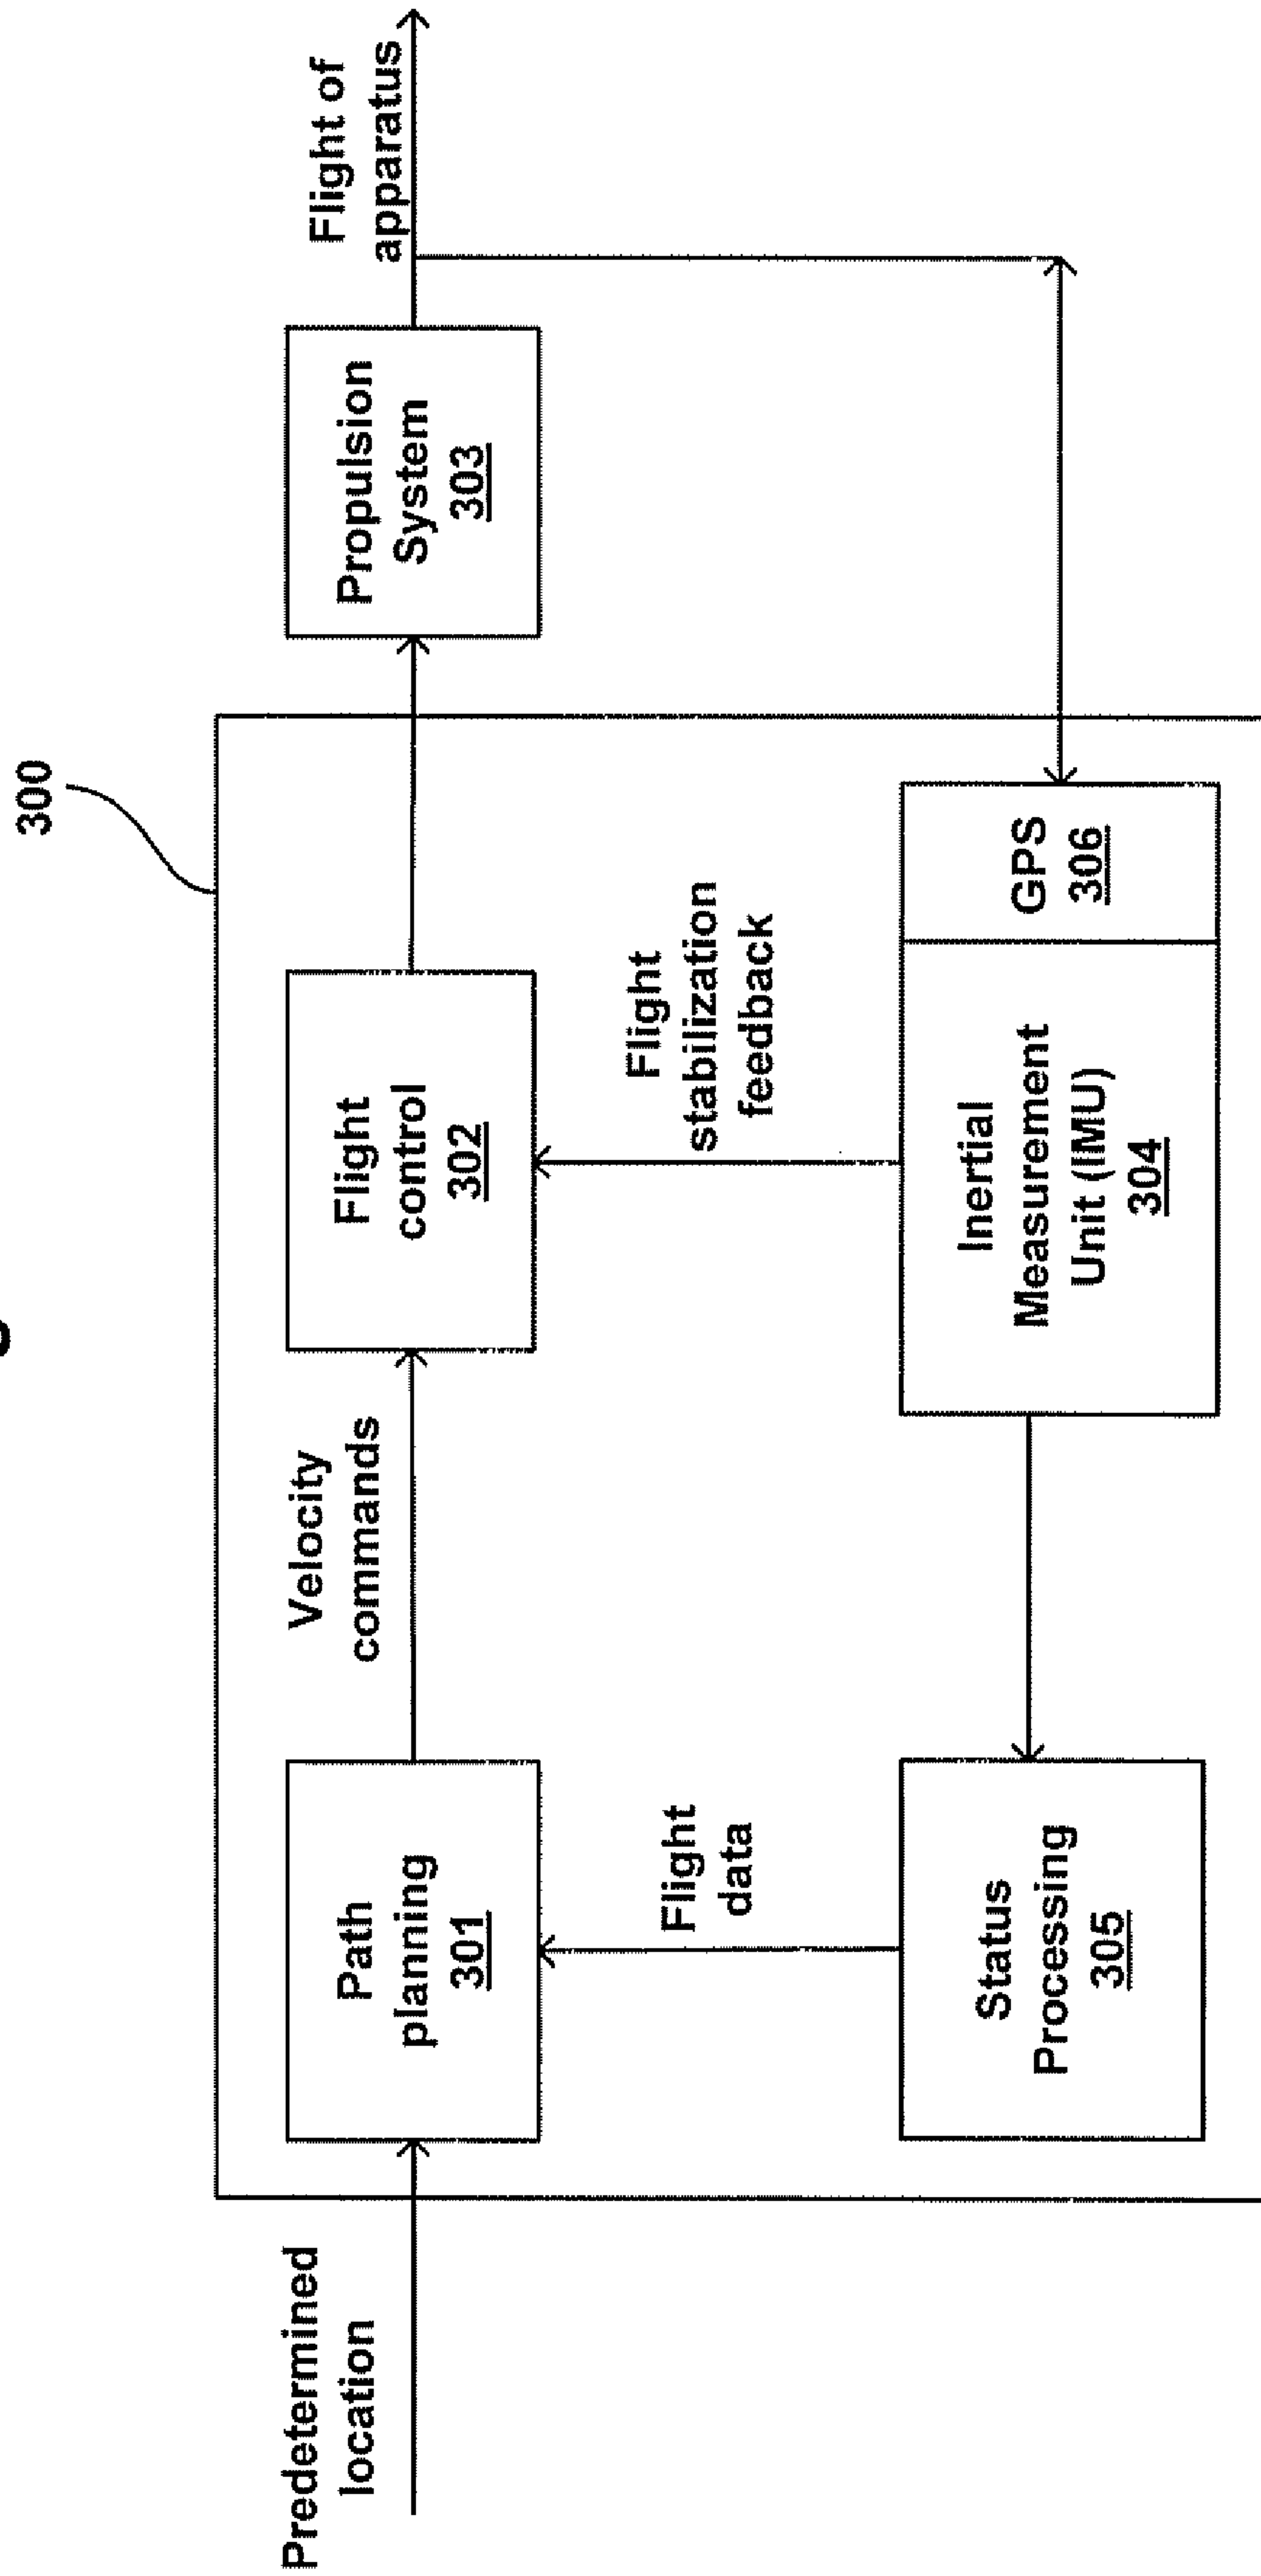 300
Predetermined
location
Path
planning
301
Velocity
commands
Flight
control
302
Propulsion
System
303
Flight of
apparatus
Flight
data
Flight
stabilization
feedback
Status
Processing
305
Inertial
Measurement
Unit (IMU)
304
GPS
306